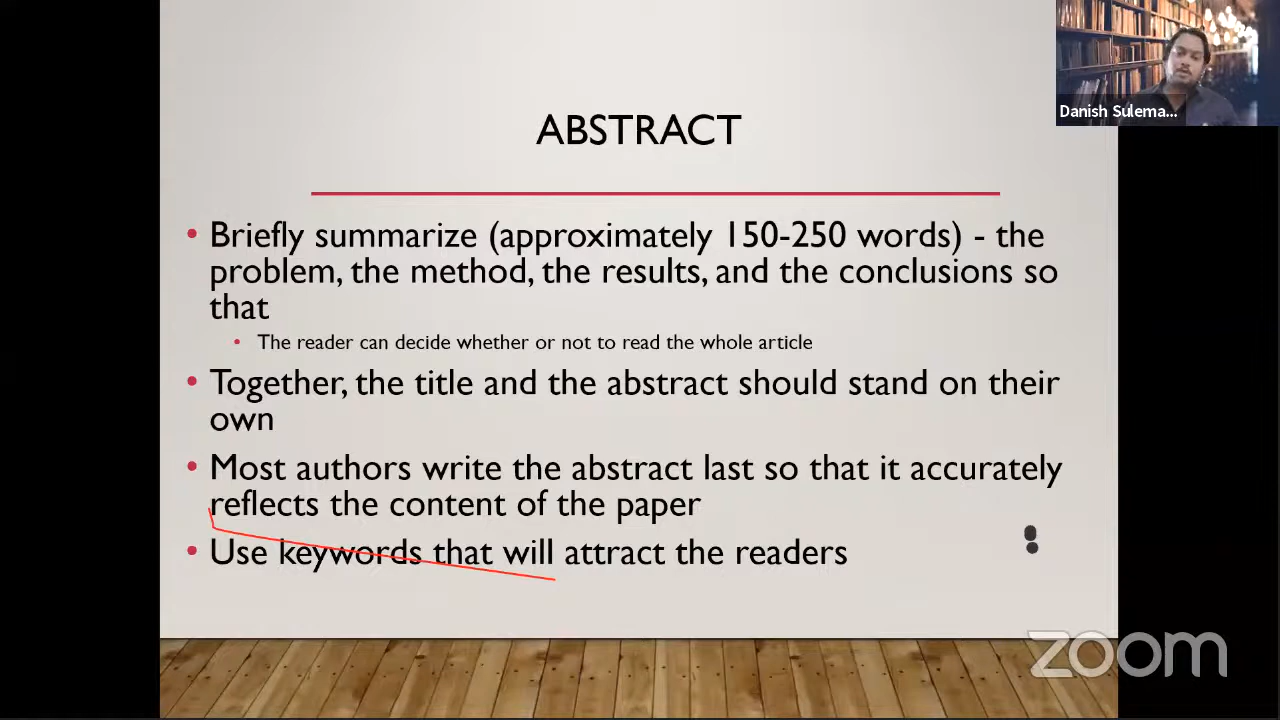 ABSTRACT
• Briefly summarize (approximately 150-250 words) - the
problem, the method, the results, and the conclusions so
that
• The reader can decide whether or not to read the whole article
• Together, the title and the abstract should stand on their
own
• Most authors write the abstract last so that it accurately
reflects the content of the paper
• Use keywords that will attract the readers
Danish Sulema...
zoom